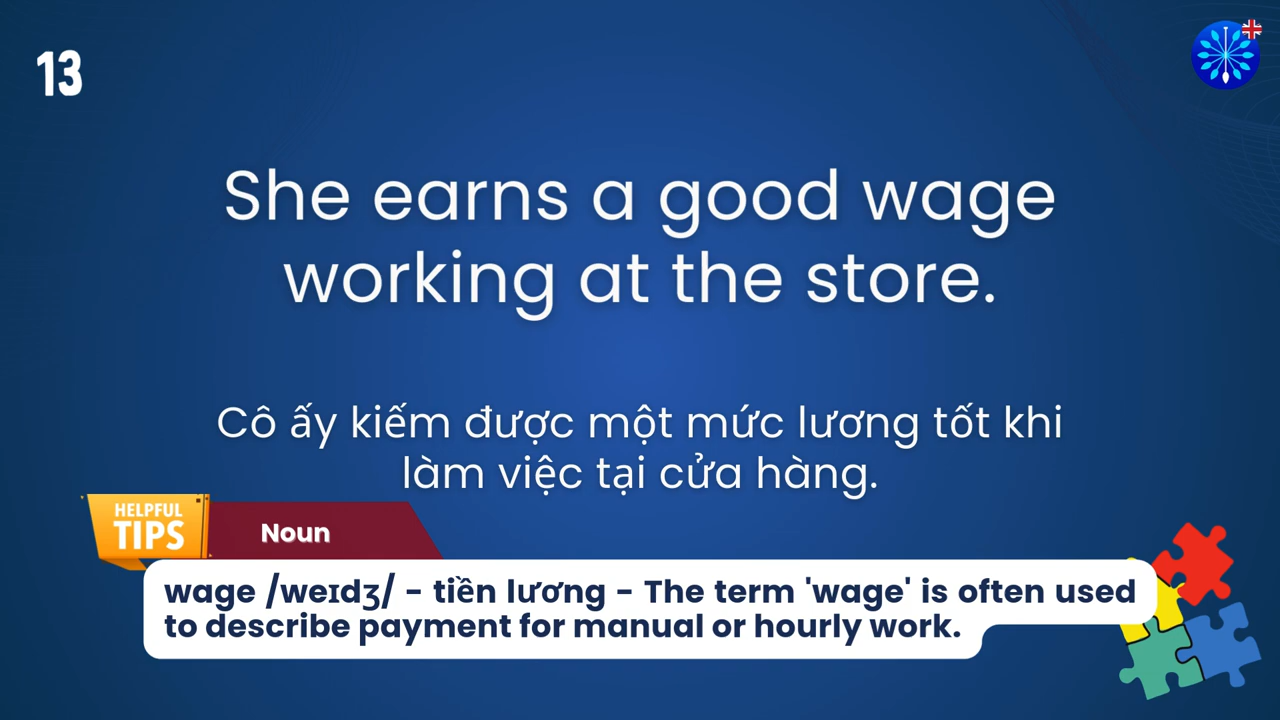 13
She earns a good wage
working at the store.
Cô ấy kiếm được một mức lương tốt khi
làm việc tại cửa hàng.
HELPFUL
TIPS
Noun
wage /weɪdʒ/ - tiền lương - The term 'wage' is often used
to describe payment for manual or hourly work.